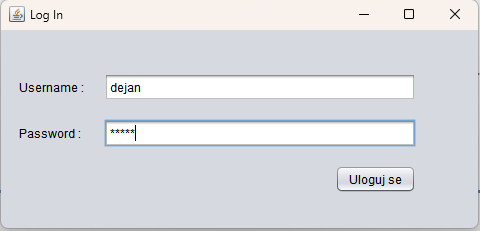 Log In
Username : dejan
Password : *****
Uloguj se